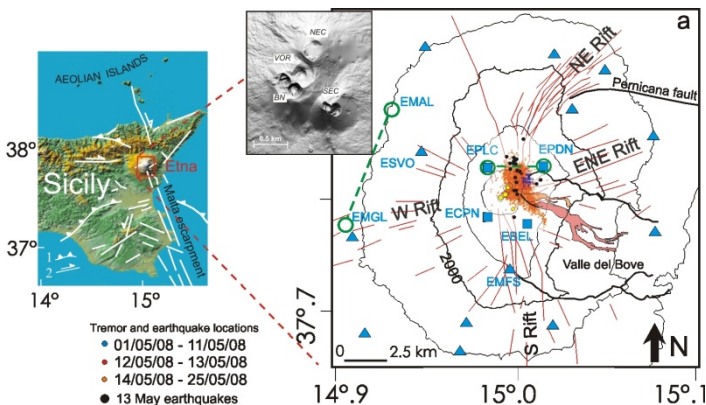 a
NEC
VOR
BN
SEC
0.5 km
AEOLIAN ISLANDS
38°
37°
14°
15°
Sicily
Etna
Malta escarpment
1
2
NE Rift
Pernicana fault
EMAL
EPLC
EPDN
ENE Rift
ESVO
W Rift
EMGL
ECPN
EBEL
Valle del Bove
2000
EMFS
S Rift
37°.7
0
2.5 km
N
14°.9
15°.0
15°.1
Tremor and earthquake locations
01/05/08 - 11/05/08
12/05/08 - 13/05/08
14/05/08 - 25/05/08
13 May earthquakes